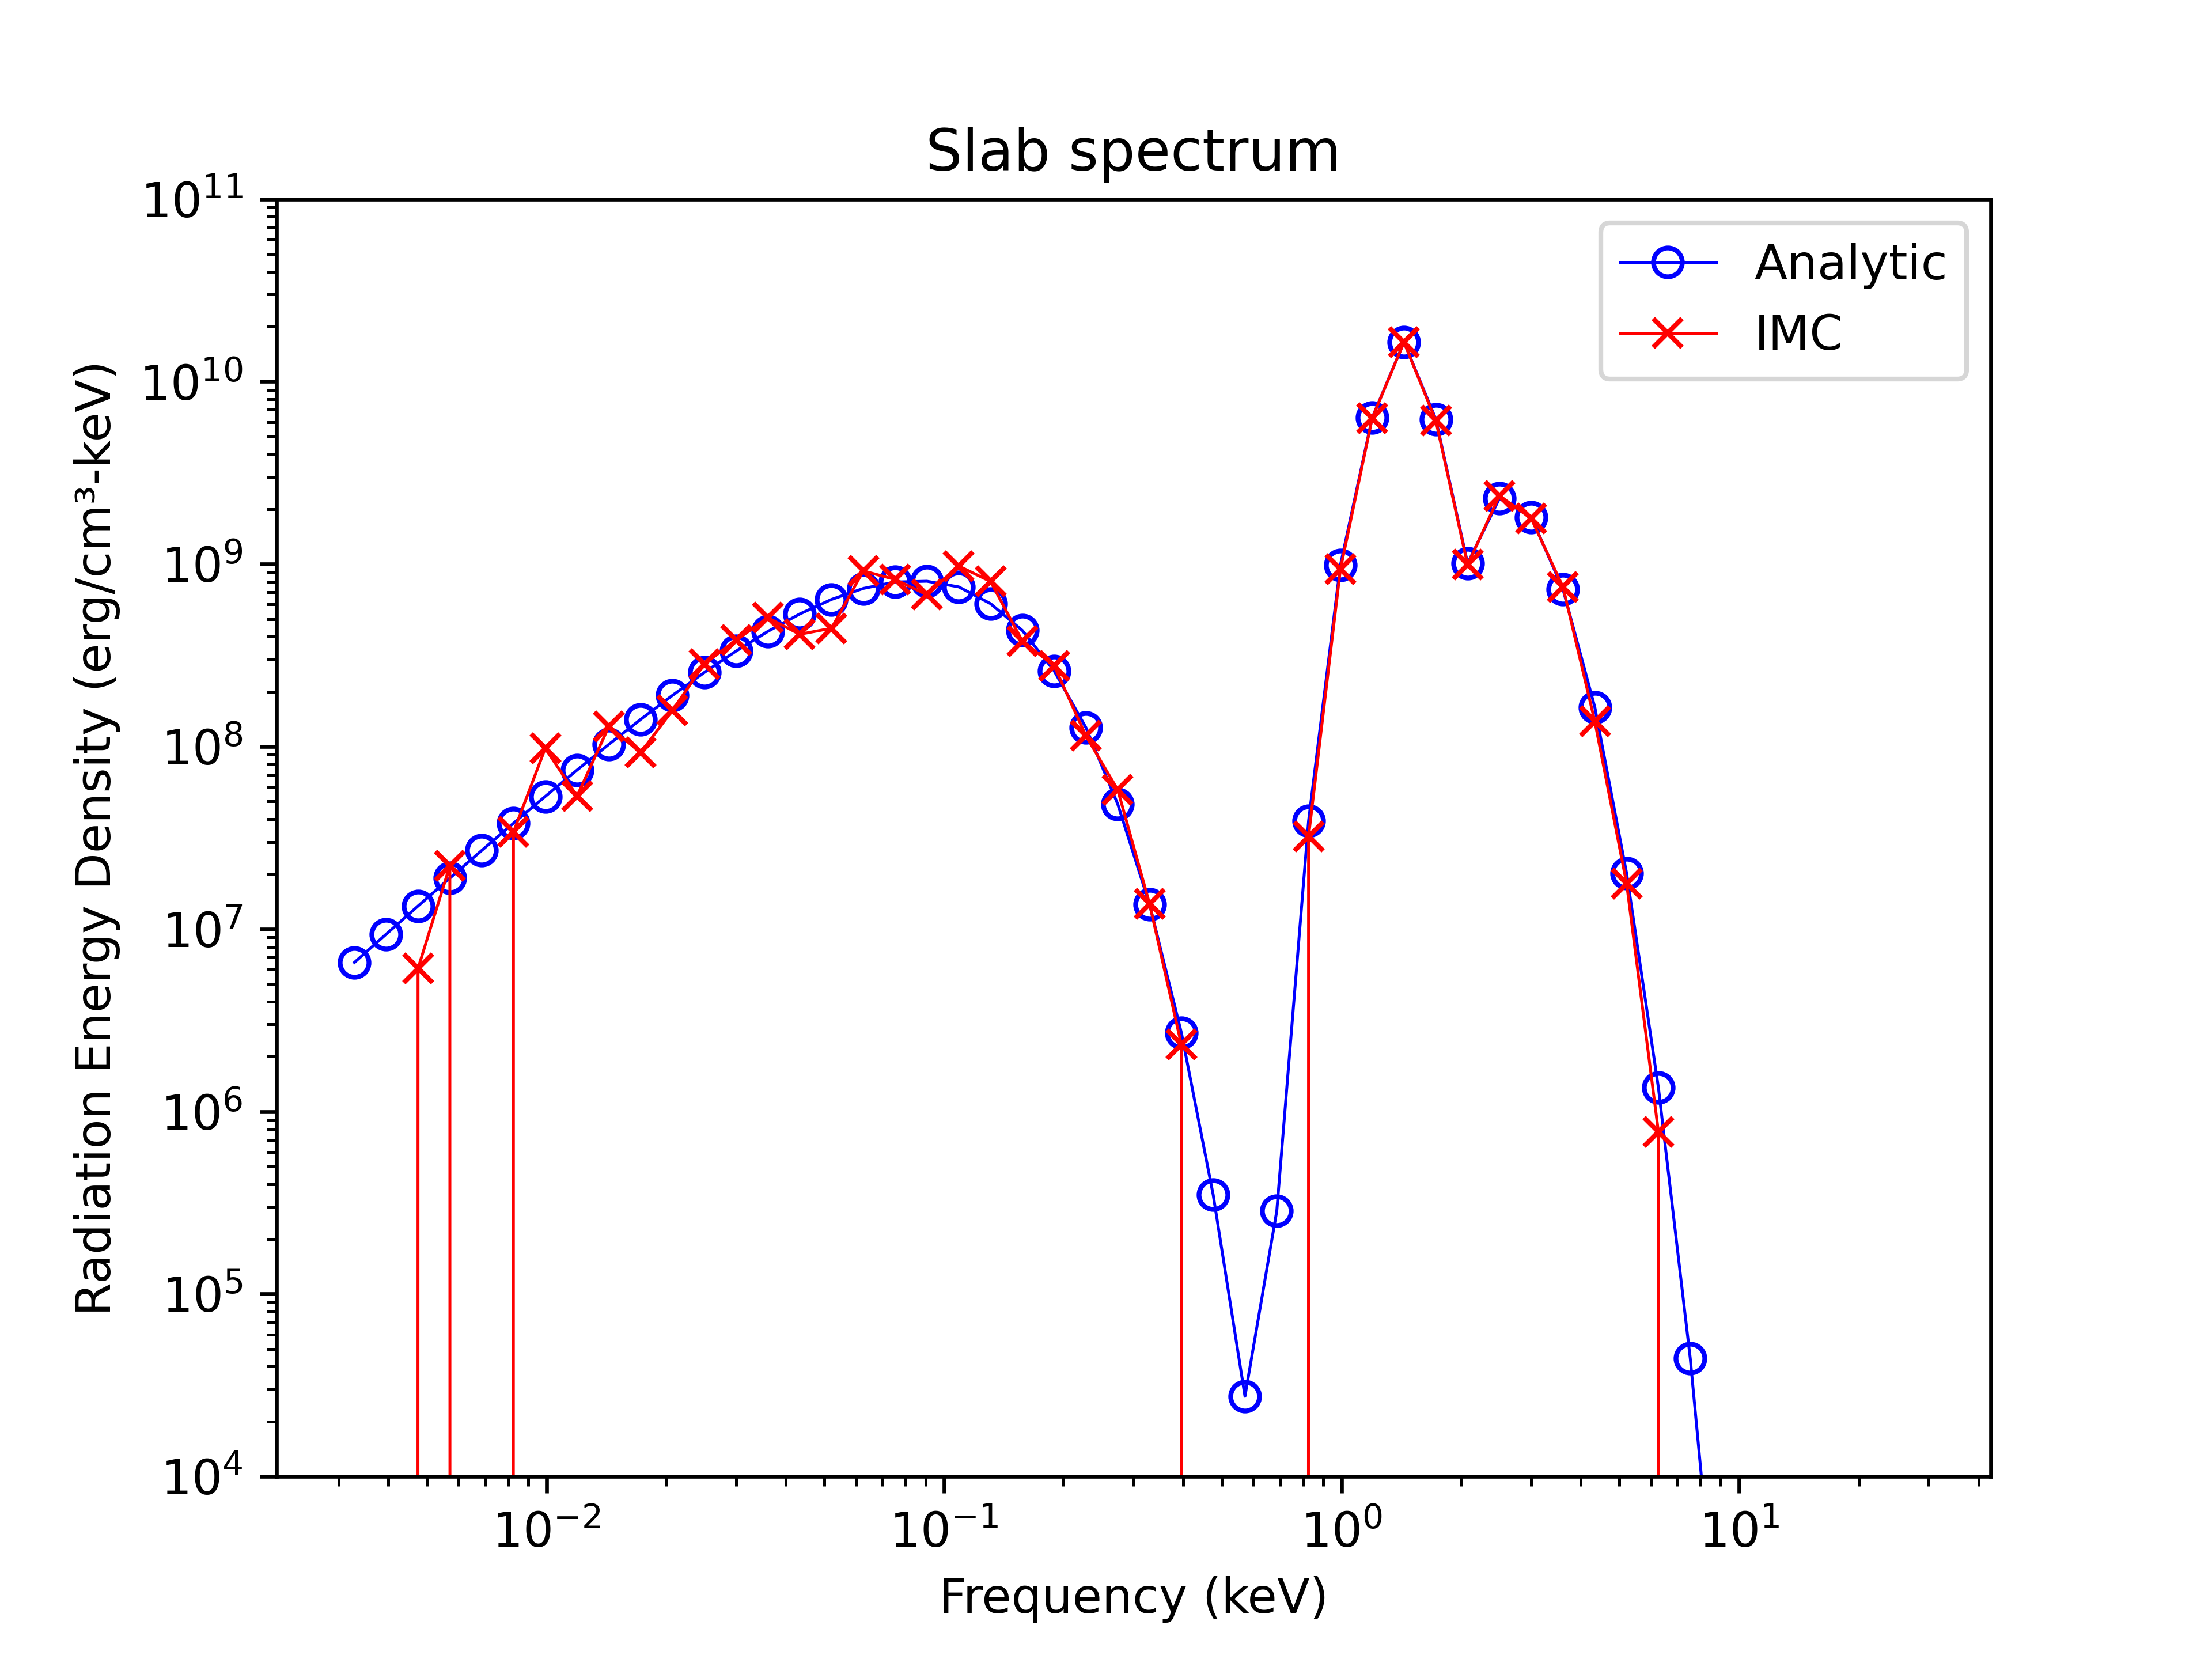 Slab spectrum
Analytic
IMC
Radiation Energy Density (erg/cm³-keV)
10¹¹
10¹⁰
10⁹
10⁸
10⁷
10⁶
10⁵
10⁴
10⁻²
10⁻¹
10⁰
10¹
Frequency (keV)